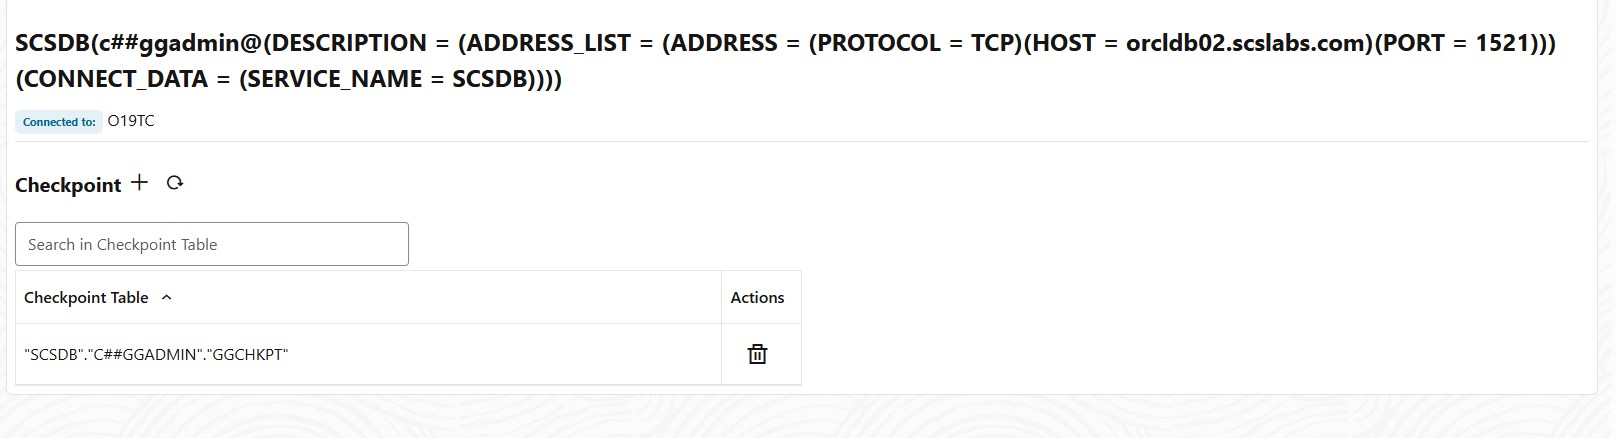 SCSDB(c##ggadmin@(DESCRIPTION = (ADDRESS_LIST = (ADDRESS = (PROTOCOL = TCP)(HOST = orcldb02.scslabs.com)(PORT = 1521)))
(CONNECT_DATA = (SERVICE_NAME = SCSDB))))
Connected to: O19TC
Checkpoint
Search in Checkpoint Table
Checkpoint Table Actions
"SCSDB"."C##GGADMIN"."GGCHKPT"